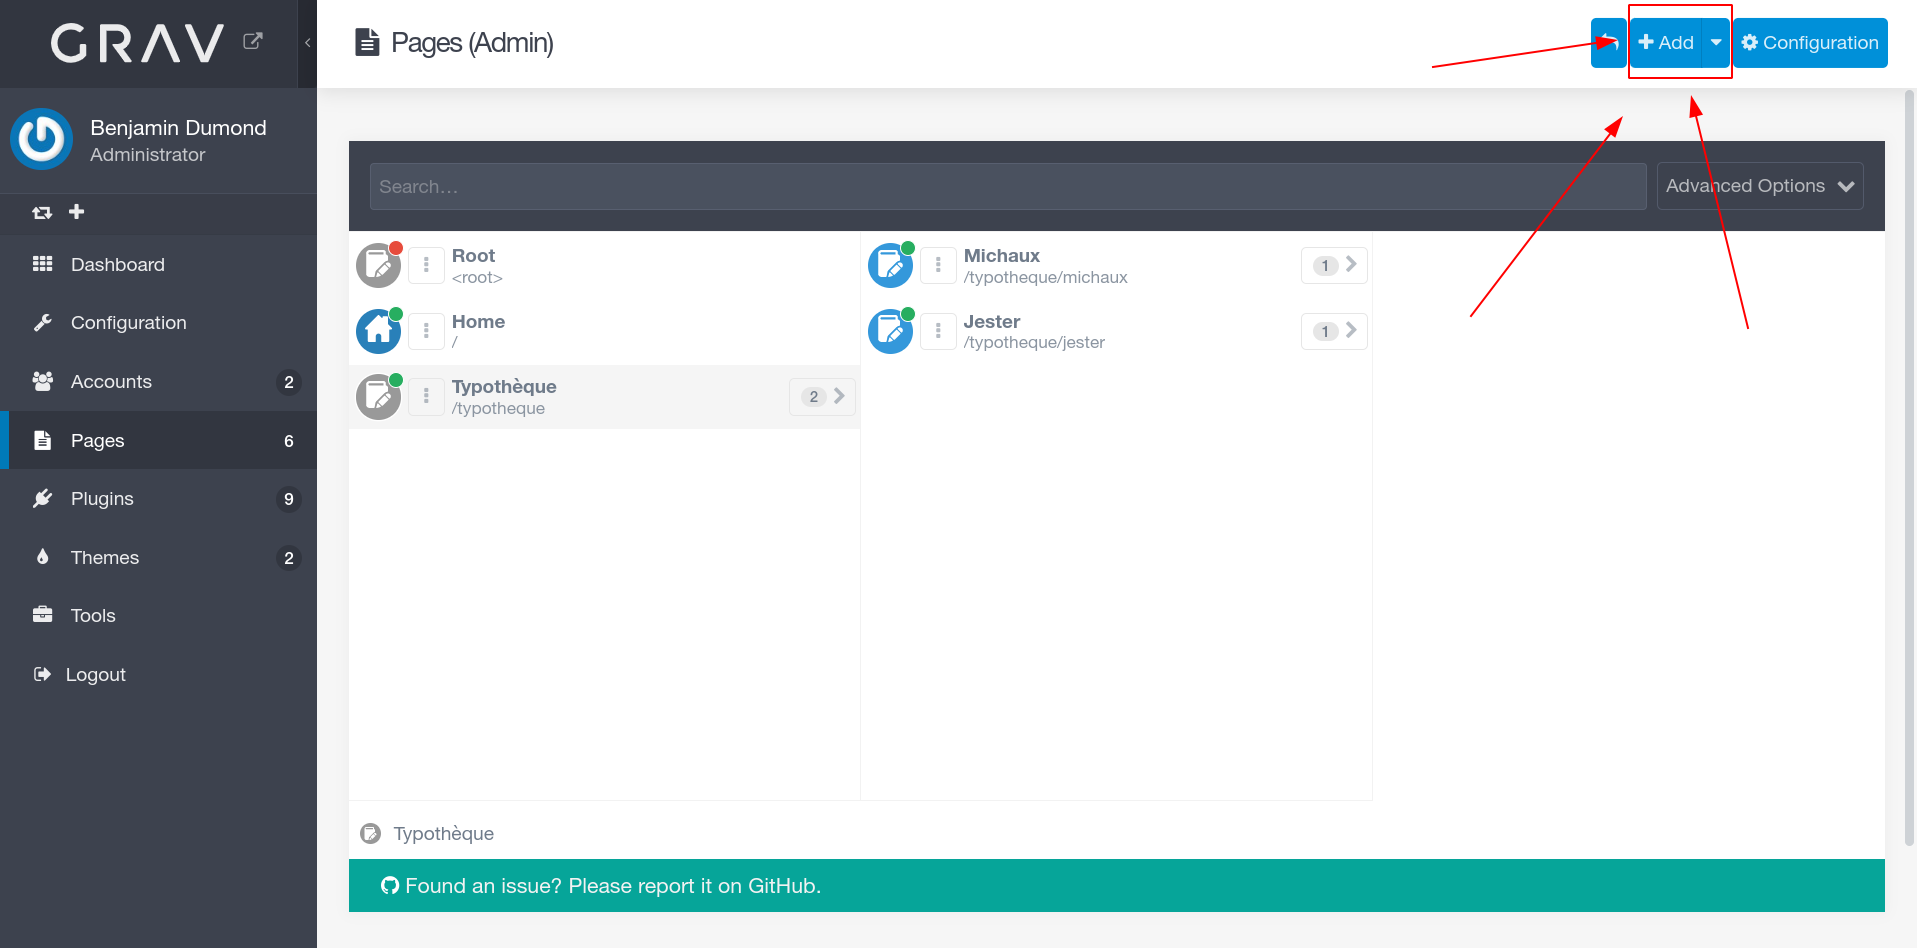 GRAV
Pages (Admin)
Add
Configuration
Benjamin Dumond
Administrator
Search...
Advanced Options
Dashboard
Configuration
Accounts 2
Pages 6
Plugins 9
Themes 2
Tools
Logout
Root
<root>
Home
/
Typothèque
/typotheque
2
Michaux
/typotheque/michaux
1
Jester
/typotheque/jester
1
Typothèque
Found an issue? Please report it on GitHub.